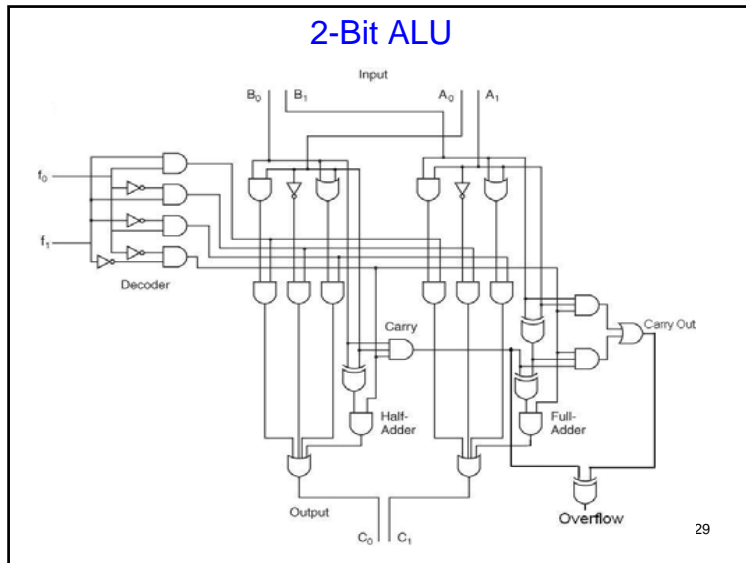 2-Bit ALU
Input
B₀ B₁ A₀ A₁
f₀
f₁
Decoder
Carry
Carry Out
Half-
Adder
Full-
Adder
Output
Overflow
C₀ C₁
29